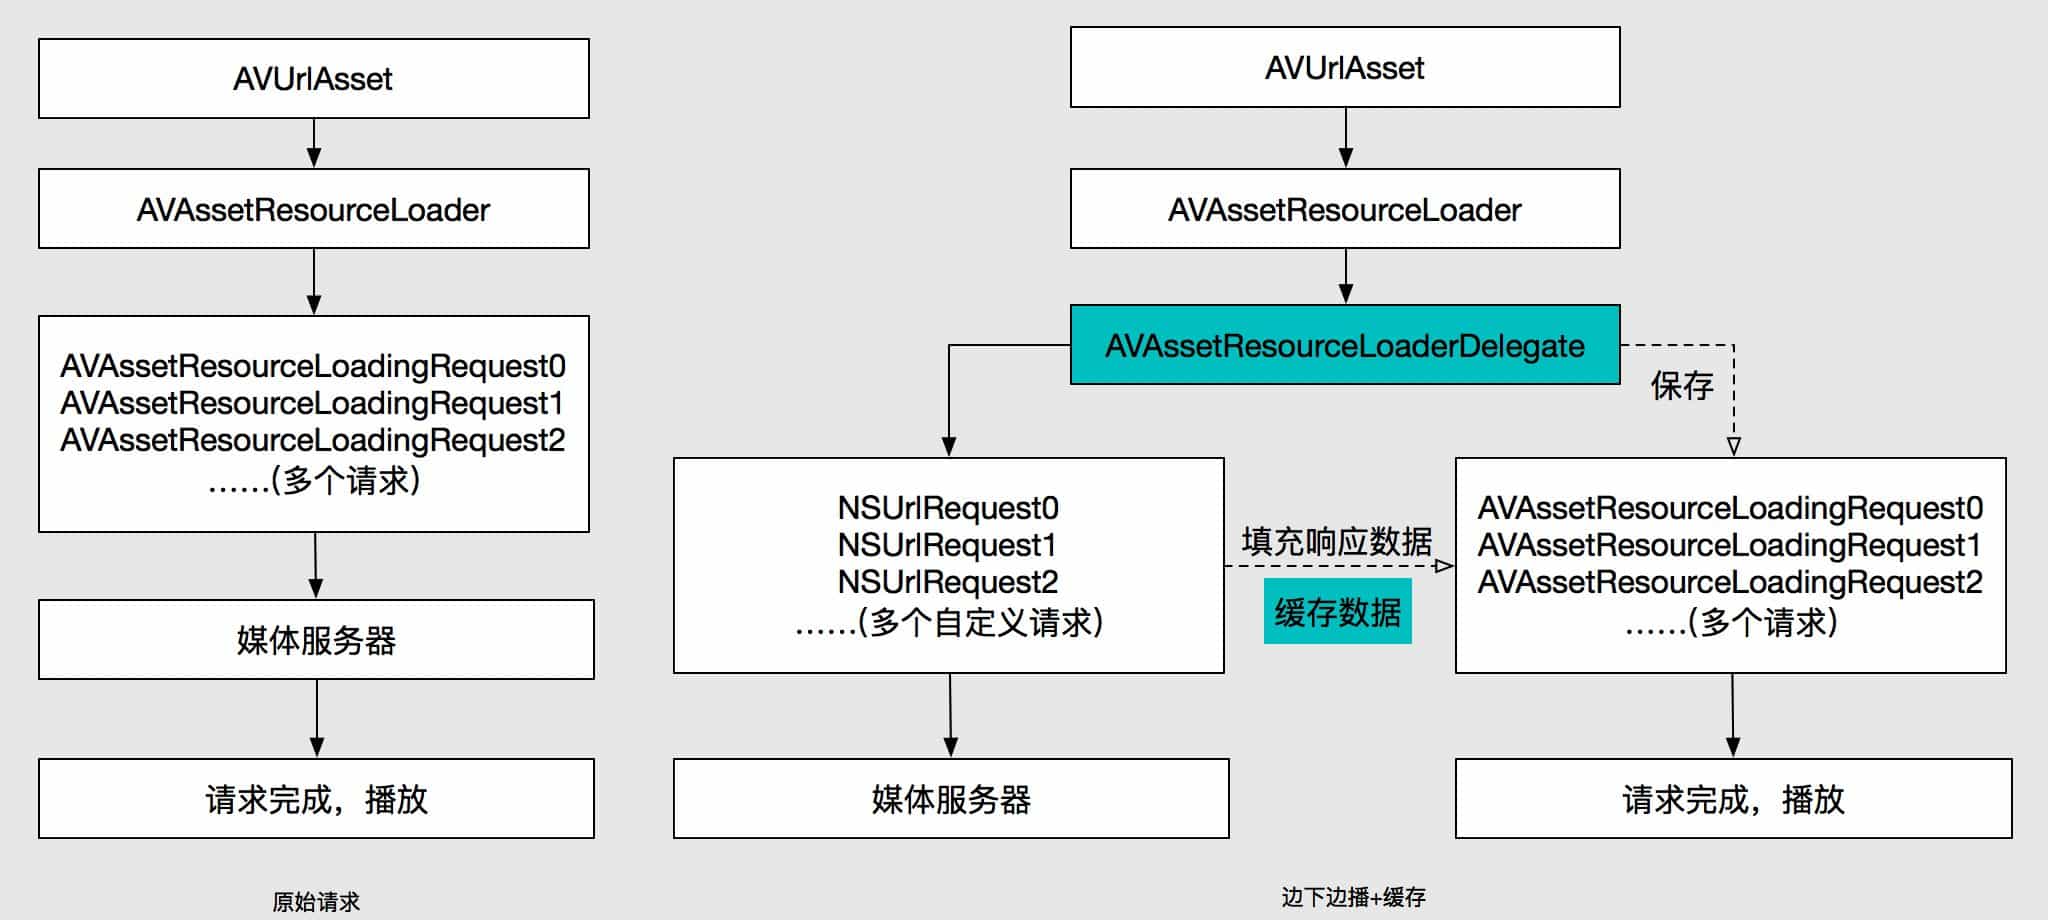 AVUrlAsset
AVAssetResourceLoader
AVAssetResourceLoadingRequest0
AVAssetResourceLoadingRequest1
AVAssetResourceLoadingRequest2
……(多个请求)
媒体服务器
请求完成，播放
原始请求
AVUrlAsset
AVAssetResourceLoader
AVAssetResourceLoaderDelegate
保存
NSUrlRequest0
NSUrlRequest1
NSUrlRequest2
……(多个自定义请求)
填充响应数据
缓存数据
AVAssetResourceLoadingRequest0
AVAssetResourceLoadingRequest1
AVAssetResourceLoadingRequest2
……(多个请求)
媒体服务器
请求完成，播放
边下边播+缓存